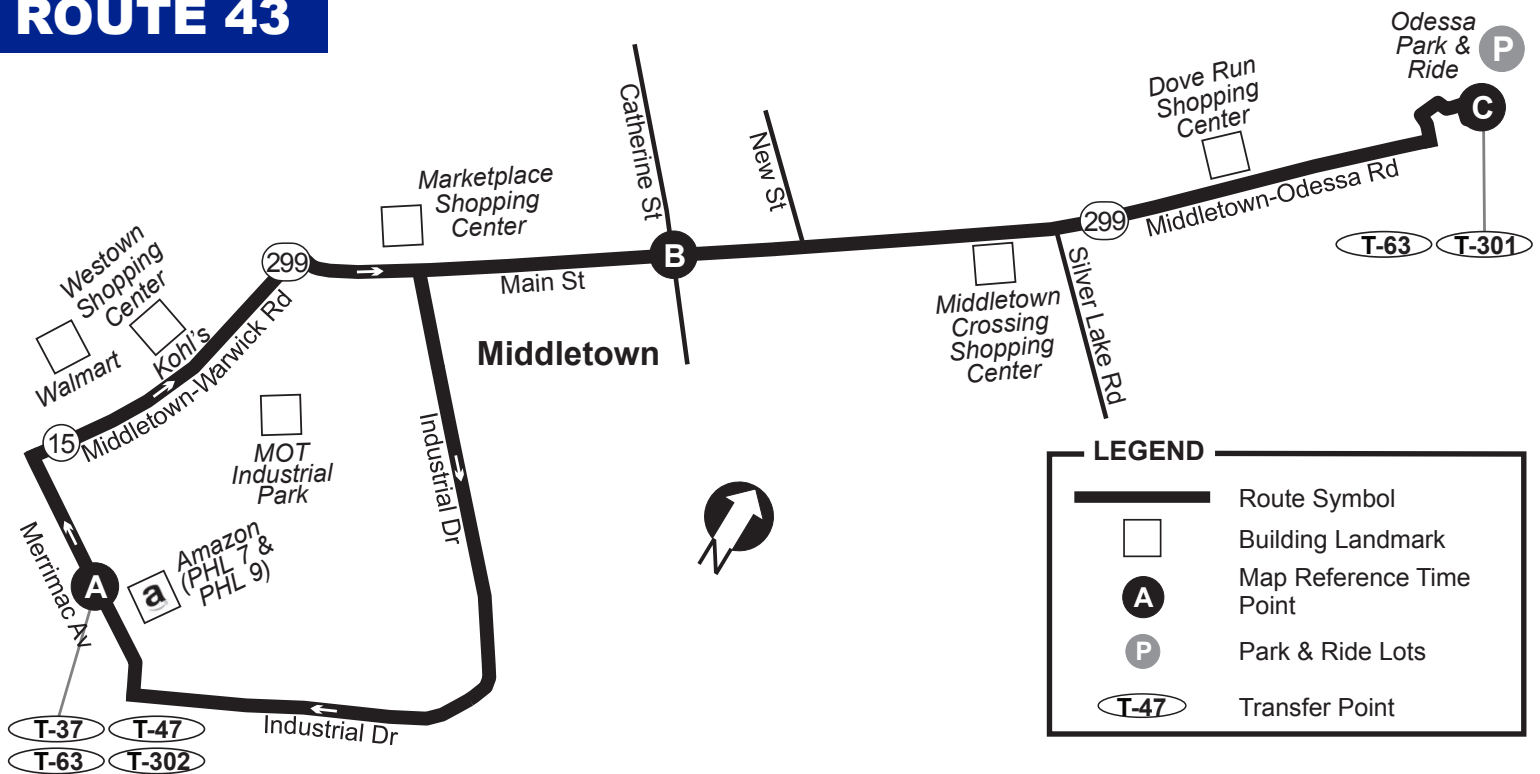 ROUTE 43
Odessa
Park &
Ride
P
C
Dove Run
Shopping
Center
Catherine St
New St
Marketplace
Shopping
Center
299
Middletown-Odessa Rd
T-63
T-301
Westown
Shopping
Center
299
B
Main St
Silver Lake Rd
Middletown
Crossing
Shopping
Center
Walmart
Kohl's
Middletown
15
Middletown-Warwick Rd
MOT
Industrial
Park
Industrial Dr
N
Merrimac Av
A
a
Amazon
(PHL 7 &
PHL 9)
Industrial Dr
T-37
T-47
T-63
T-302
LEGEND
Route Symbol
Building Landmark
A
Map Reference Time
Point
P
Park & Ride Lots
T-47
Transfer Point